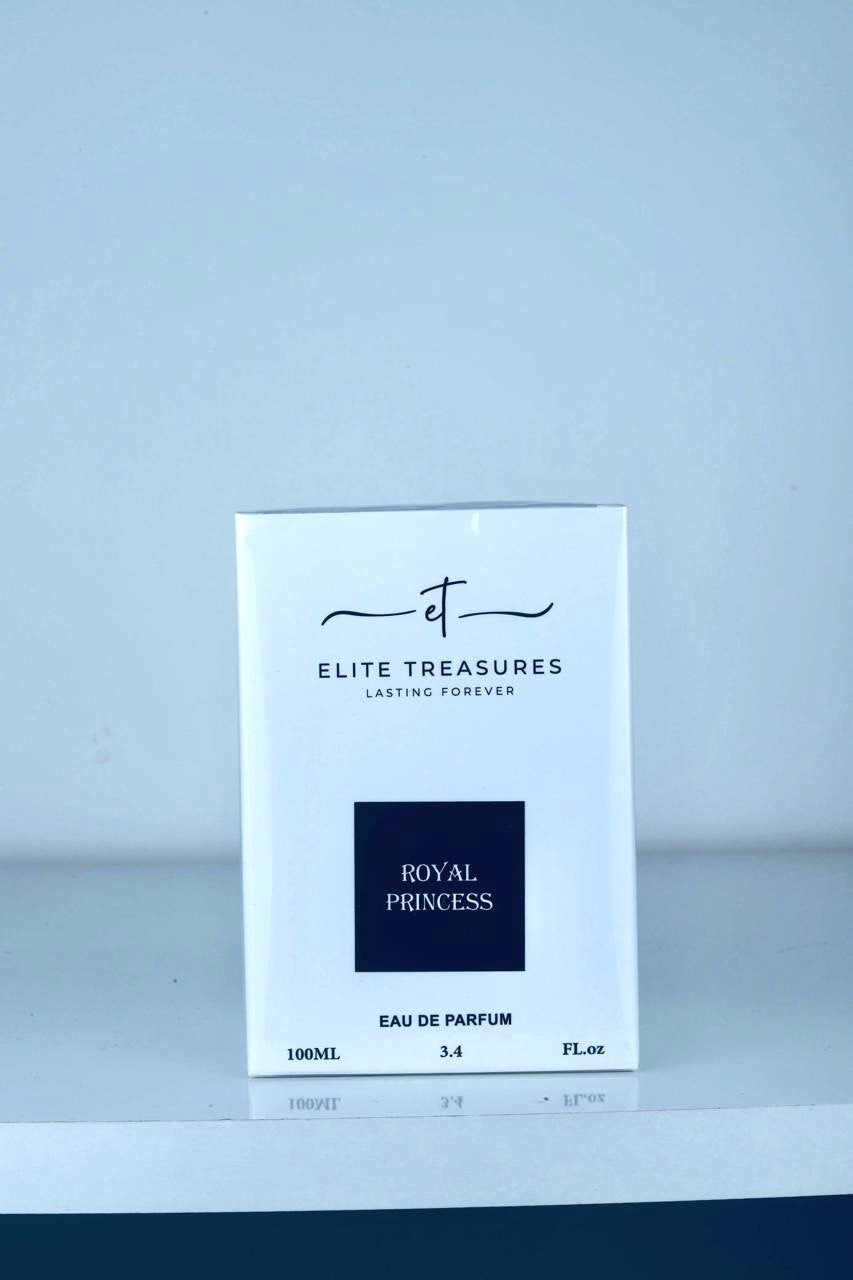 et
ELITE TREASURES
LASTING FOREVER
ROYAL
PRINCESS
EAU DE PARFUM
100ML 3.4 FL.oz